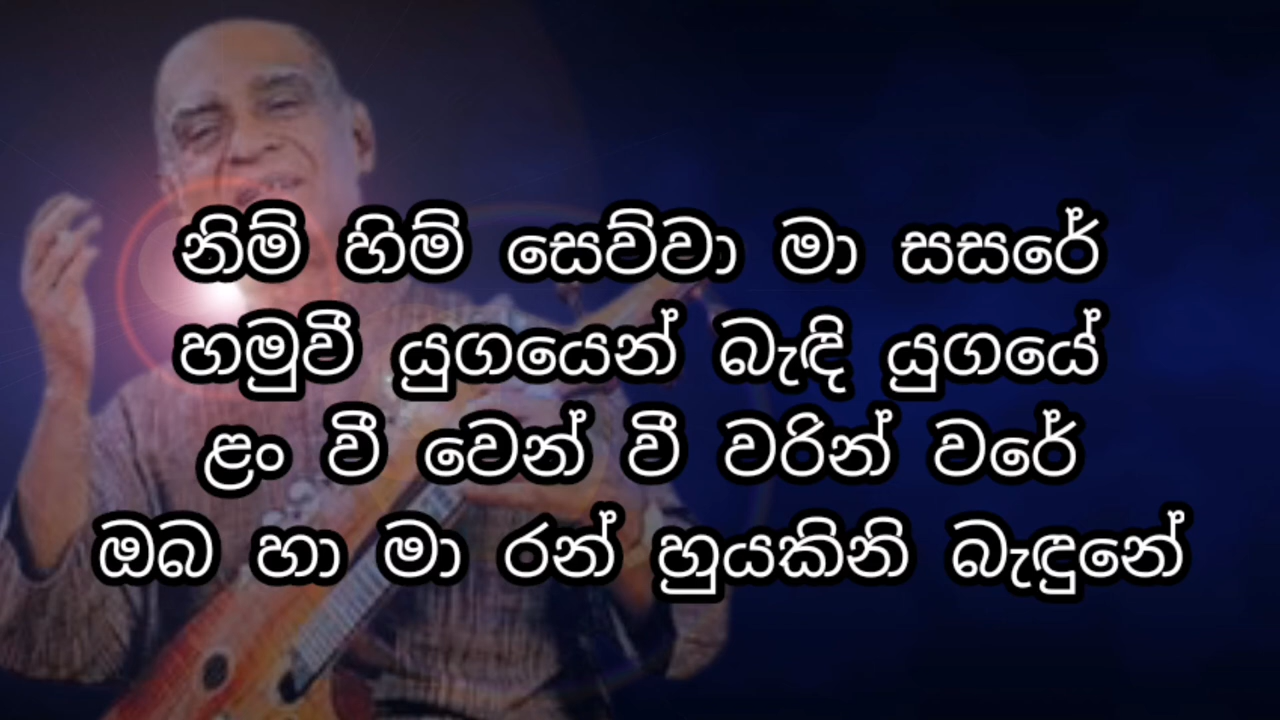 නිම් හිම් සෙව්වා මා සසරේ
හමුවී යුගයෙන් බැඳි යුගයේ
ළං වී වෙන් වී වරින් වරේ
ඔබ හා මා රන් හුයකිනි බැඳුනේ